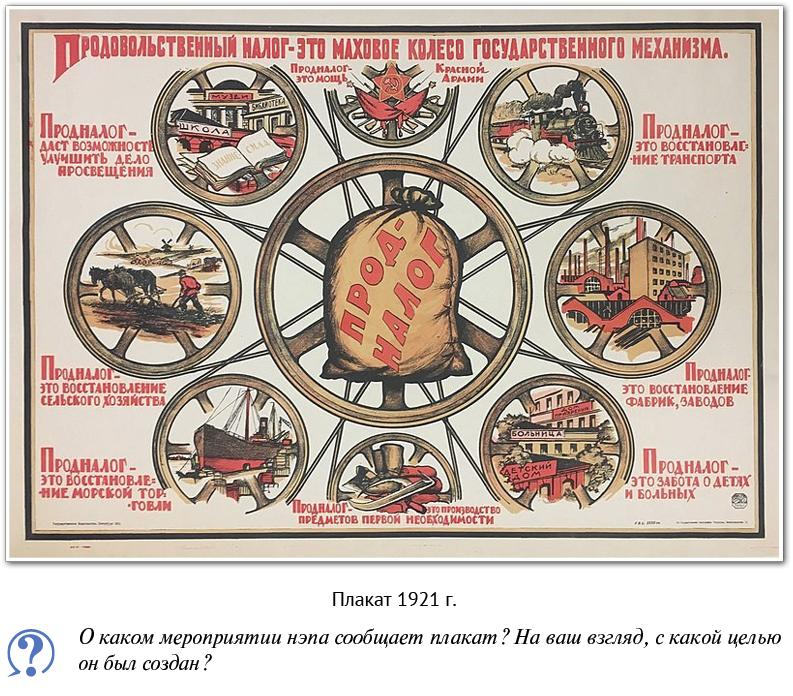 Продовольственный налог-это маховое колесо государственного механизма.
Продналог-
это мощь
Красной
Армии
МУЗЕИ
БИБЛИОТЕКА
ШКОЛА
ЗНАНИЕ СИЛА
Продналог-
даст возможность
улучшить дело
просвещения
Продналог-
это восстановле-
-ние транспорта
ПРОД-
НАЛОГ
Продналог-
это восстановление
сельского хозяйства
Продналог-
это восстановление
фабрик, заводов
БОЛЬНИЦА
ДЕТСКИЙ
ДОМ
Продналог-
это восстановле-
-ние морской тор-
-говли
Продналог-
это производство
предметов первой необходимости
Продналог-
это забота о детях
и больных
Плакат 1921 г.
О каком мероприятии нэпа сообщает плакат? На ваш взгляд, с какой целью
он был создан?